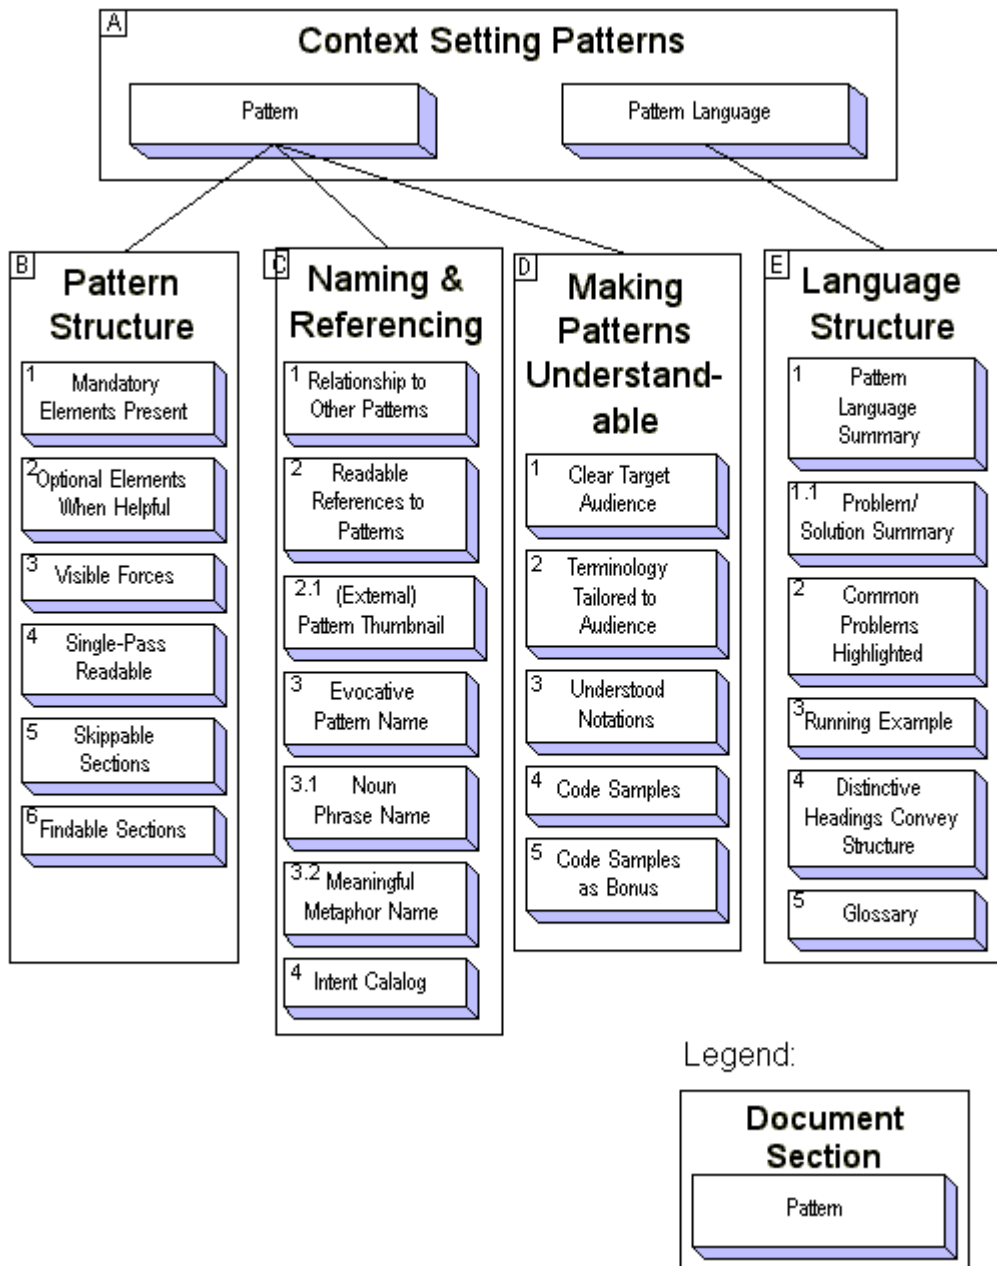 A
Context Setting Patterns
Pattern
Pattern Language
B
Pattern
Structure
1
Mandatory
Elements Present
2
Optional Elements
When Helpful
3
Visible Forces
4
Single-Pass
Readable
5
Skippable
Sections
6
Findable Sections
C
Naming &
Referencing
1
Relationship to
Other Patterns
2
Readable
References to
Patterns
2.1
(External)
Pattern Thumbnail
3
Evocative
Pattern Name
3.1
Noun
Phrase Name
3.2
Meaningful
Metaphor Name
4
Intent Calalog
D
Making
Patterns
Understand-
able
1
Clear Target
Audience
2
Terminology
Tailored to
Audience
3
Understood
Notations
4
Code Samples
5
Code Samples
as Bonus
E
Language
Structure
1
Pattern
Language
Summary
1.1
Problem/
Solution Summary
2
Common
Problems
Highlighted
3
Running Example
4
Distinctive
Headings Convey
Structure
5
Glossary
Legend:
Document
Section
Pattern